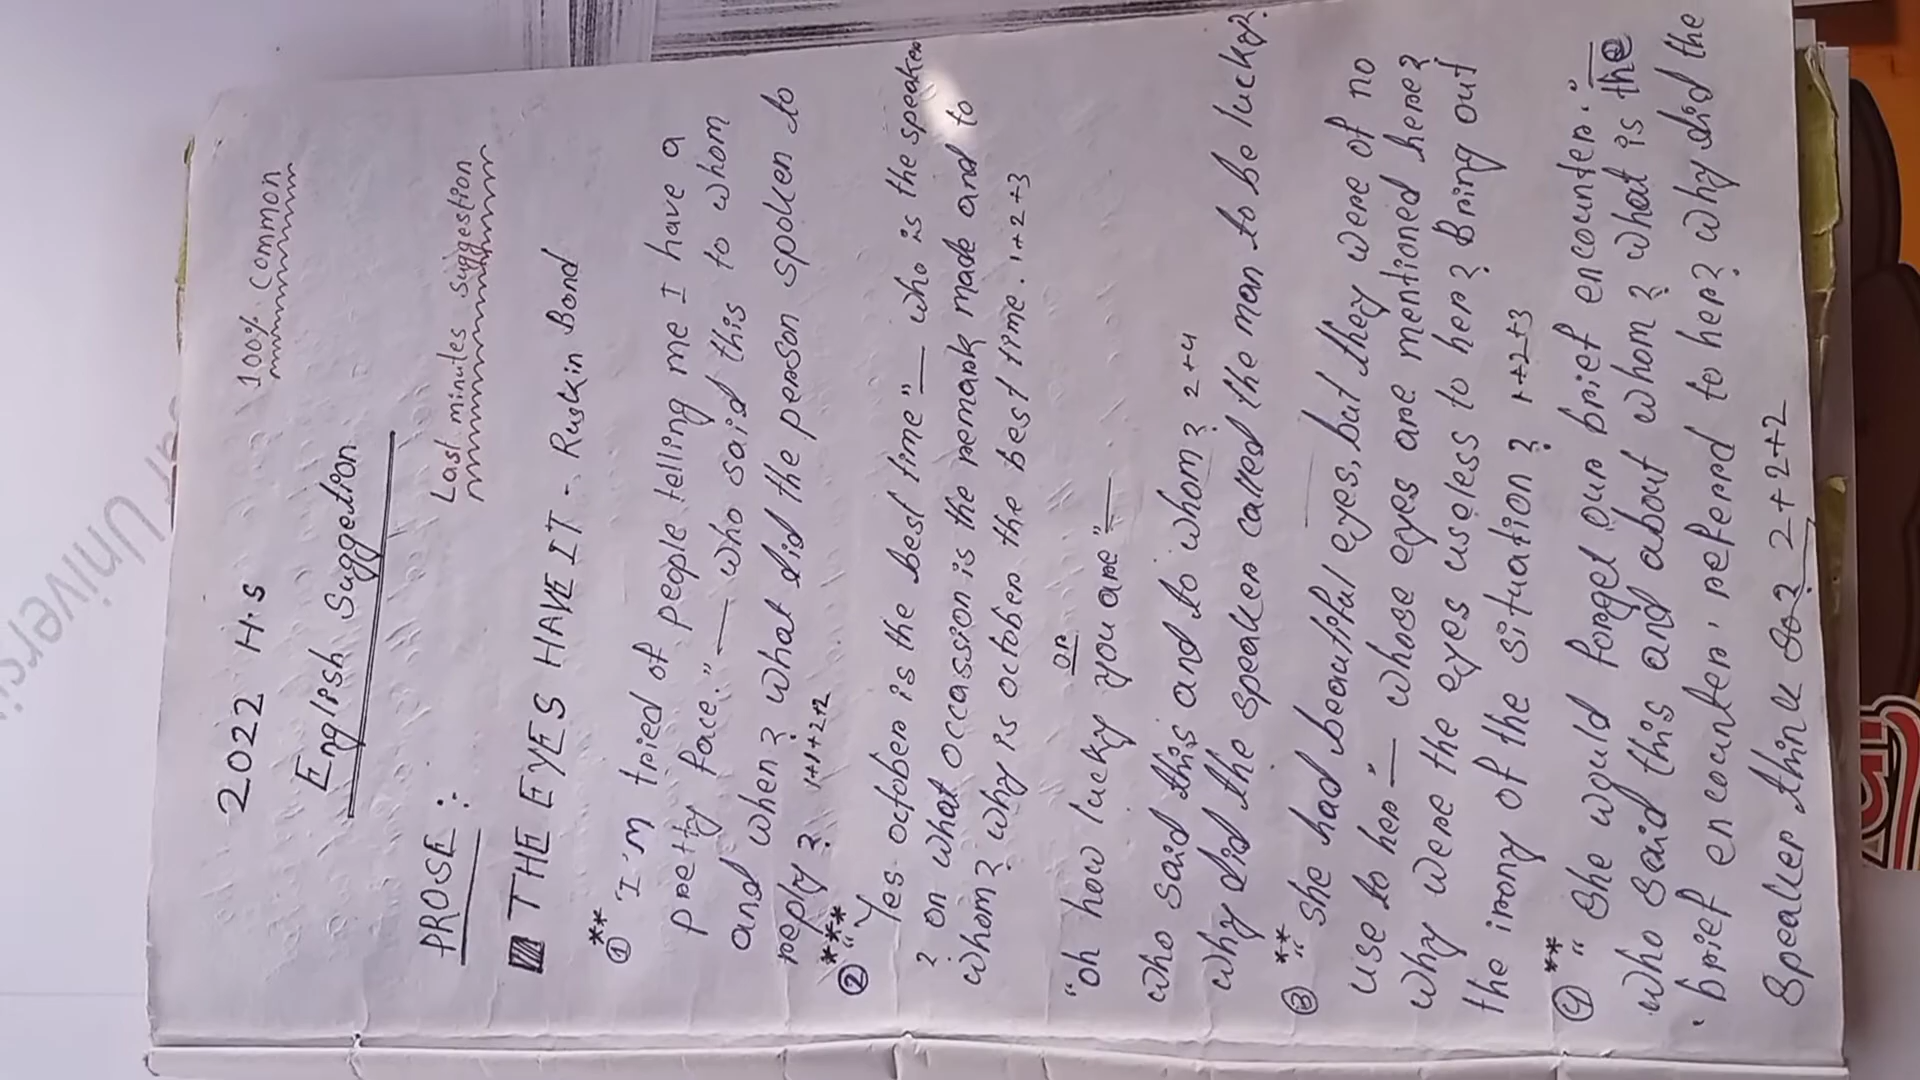 2022 H.S
100% common
English Suggetion
Last minutes suggestion
PROSE :
THE EYES HAVE IT - Ruskin Bond
** ① "I'm tried of people telling me I have a
pretty face." — who said this to whom
and when? what did the person spoken to
reply? 1+1+2+2
*** ② "Yes october is the best time" — who is the speaker
? on what occassion is the remark made and to
whom? why is october the best time. 1+2+3
or
"oh how lucky you are" —
who said this and to whom? 2+4
why did the speaker called the man to be lucky?
** ③ "she had beautiful eyes, but they were of no
use to her" — whose eyes are mentioned here?
why were the eyes useless to her? Bring out
the irony of the situation? 1+2+3
** ④ " She would forget our brief encounter."
who said this and about whom? what is the
'brief encounter' referrd to her? why did the
speaker think so? 2+2+2
Univers